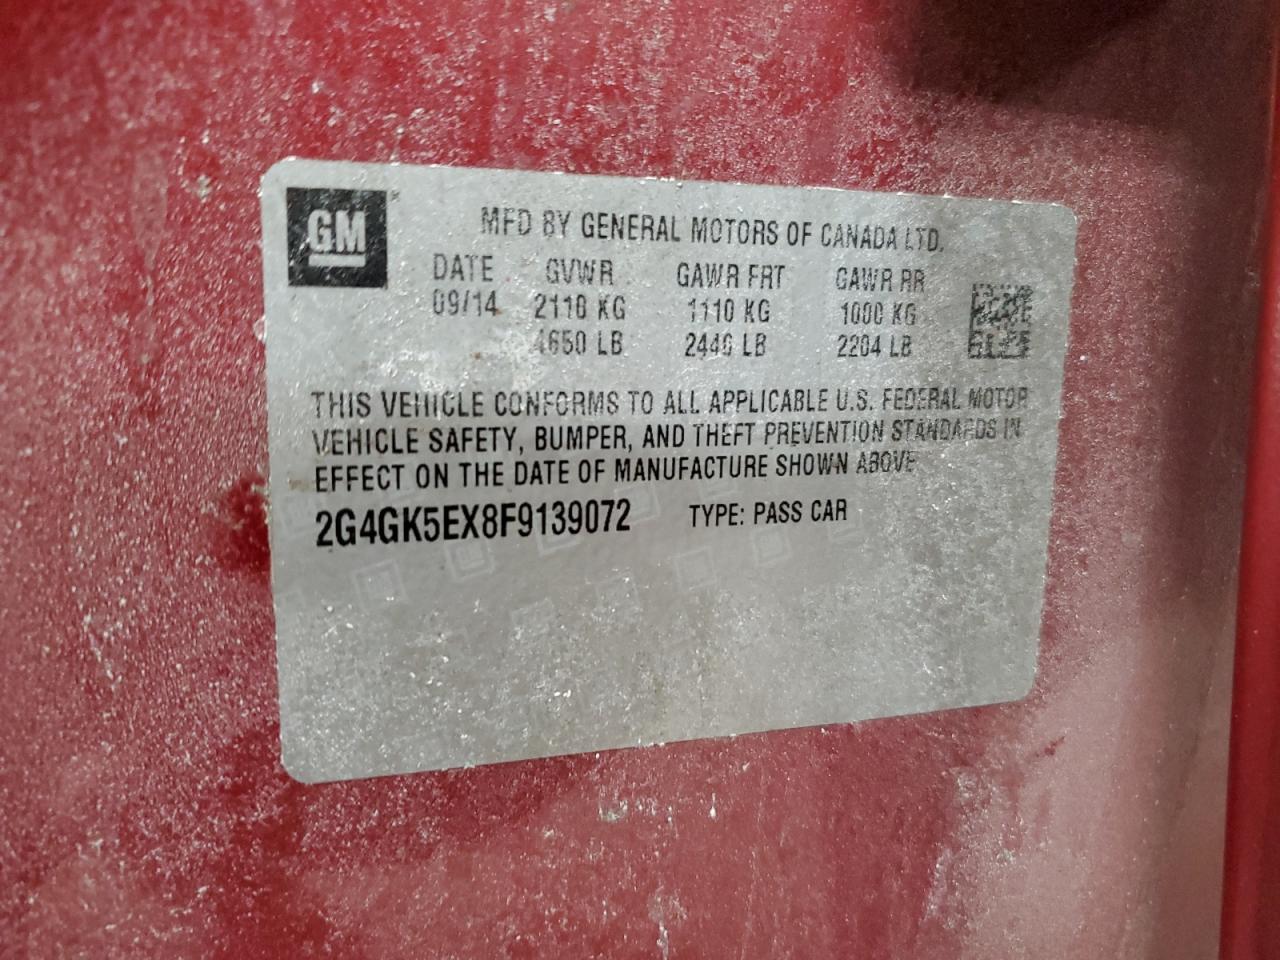 GM
MFD BY GENERAL MOTORS OF CANADA LTD.
DATE GVWR GAWR FRT GAWR RR
09/14 2110 KG 1110 KG 1000 KG
4650 LB 2446 LB 2204 LB
THIS VEHICLE CONFORMS TO ALL APPLICABLE U.S. FEDERAL MOTOR
VEHICLE SAFETY, BUMPER, AND THEFT PREVENTION STANDARDS IN
EFFECT ON THE DATE OF MANUFACTURE SHOWN ABOVE
2G4GK5EX8F9139072 TYPE: PASS CAR